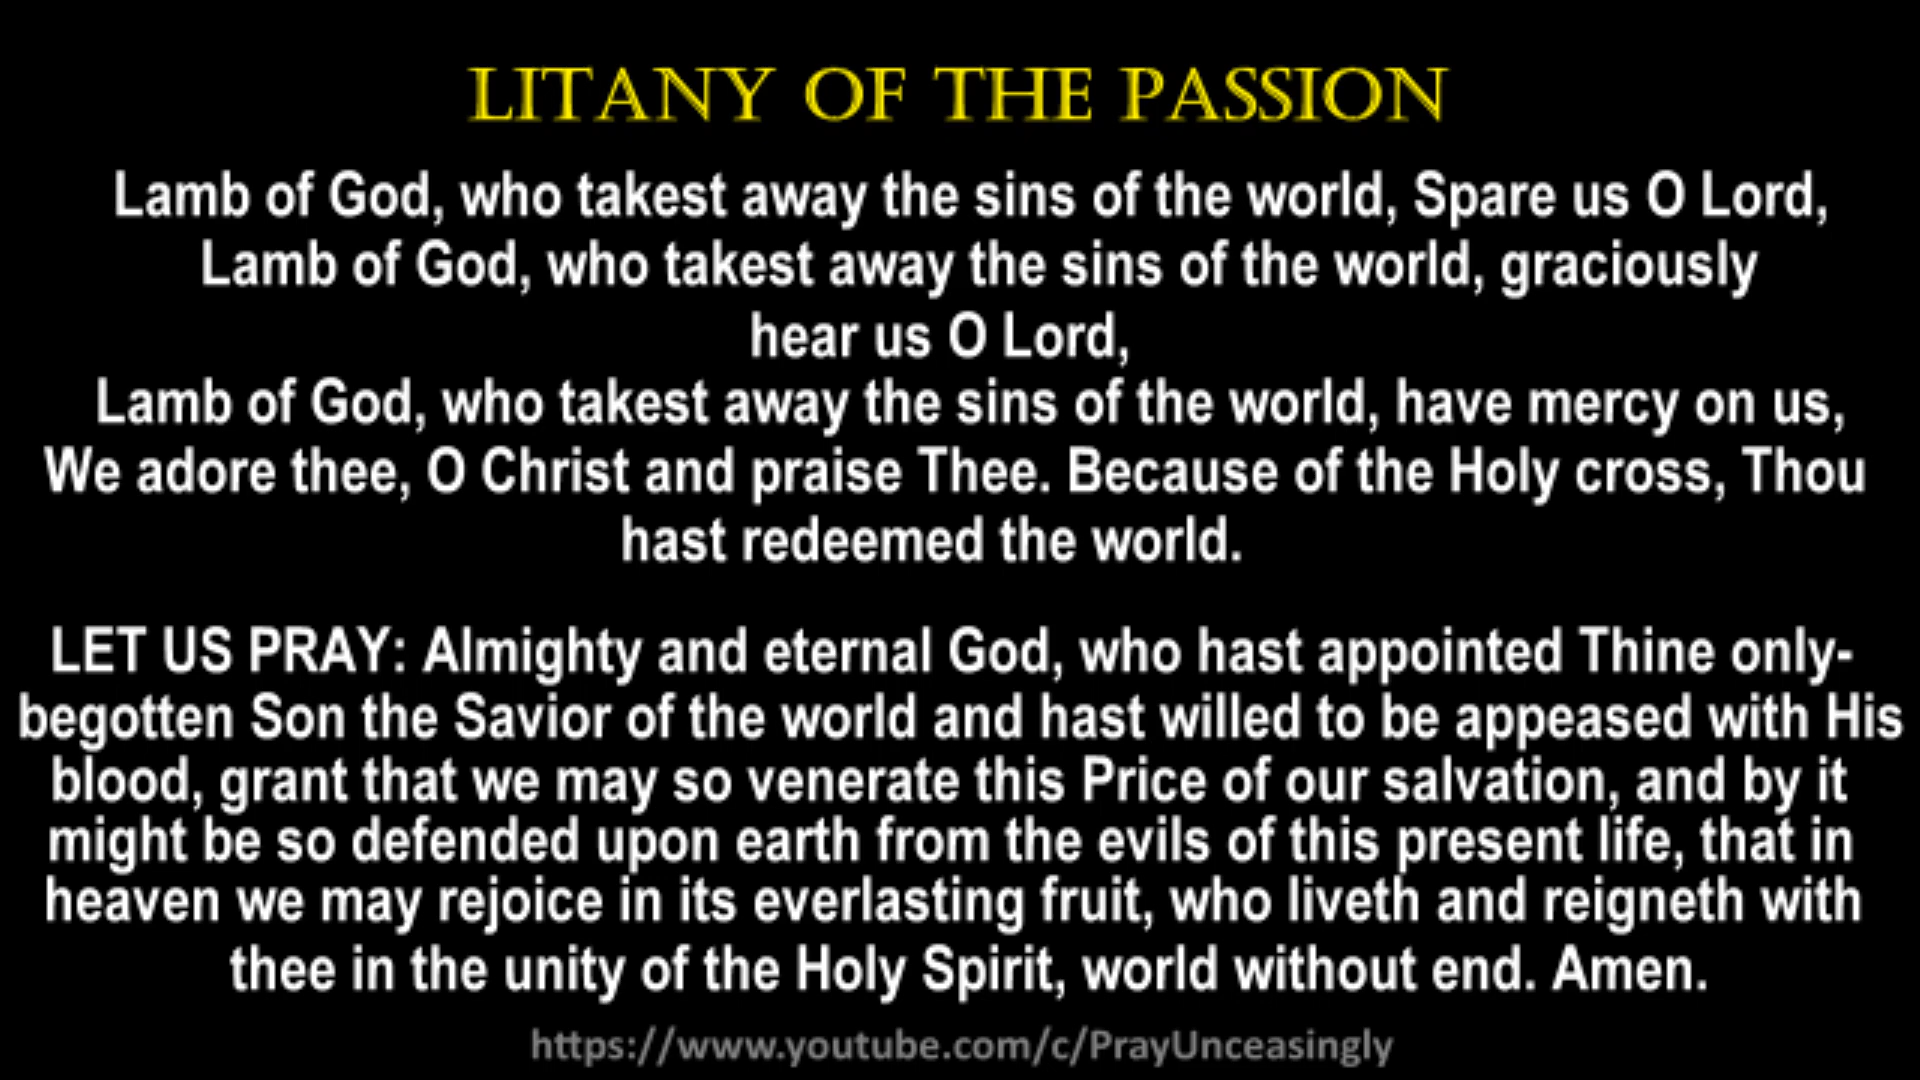 LITANY OF THE PASSION
Lamb of God, who takest away the sins of the world, Spare us O Lord,
Lamb of God, who takest away the sins of the world, graciously
hear us O Lord,
Lamb of God, who takest away the sins of the world, have mercy on us,
We adore thee, O Christ and praise Thee. Because of the Holy cross, Thou
hast redeemed the world.
LET US PRAY: Almighty and eternal God, who hast appointed Thine only-
begotten Son the Savior of the world and hast willed to be appeased with His
blood, grant that we may so venerate this Price of our salvation, and by it
might be so defended upon earth from the evils of this present life, that in
heaven we may rejoice in its everlasting fruit, who liveth and reigneth with
thee in the unity of the Holy Spirit, world without end. Amen.
https://www.youtube.com/c/PrayUnceasingly